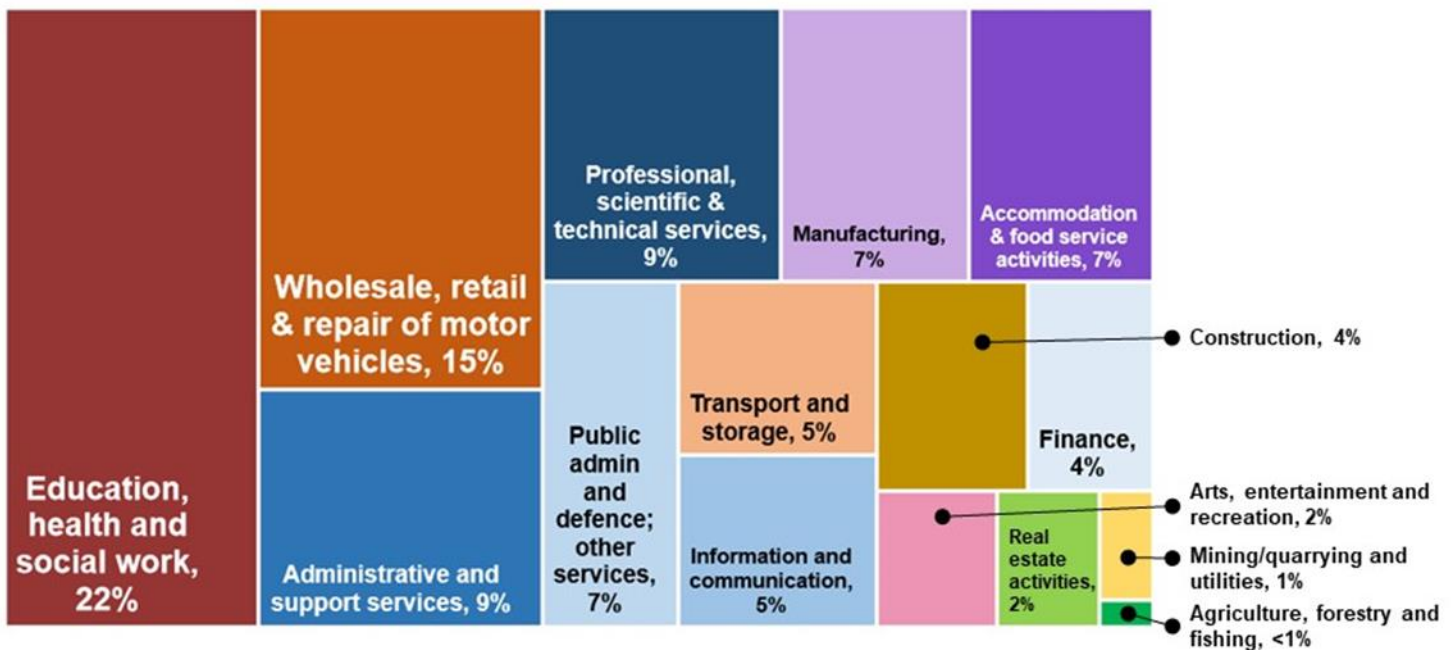 Education,
health and
social work,
22%
Wholesale, retail
& repair of motor
vehicles, 15%
Administrative and
support services, 9%
Professional,
scientific &
technical services,
9%
Manufacturing,
7%
Accommodation
& food service
activities, 7%
Public
admin
and
defence;
other
services,
7%
Transport and
storage, 5%
Information and
communication,
5%
Construction, 4%
Finance,
4%
Arts, entertainment and
recreation, 2%
Real
estate
activities,
2%
Mining/quarrying and
utilities, 1%
Agriculture, forestry and
fishing, <1%